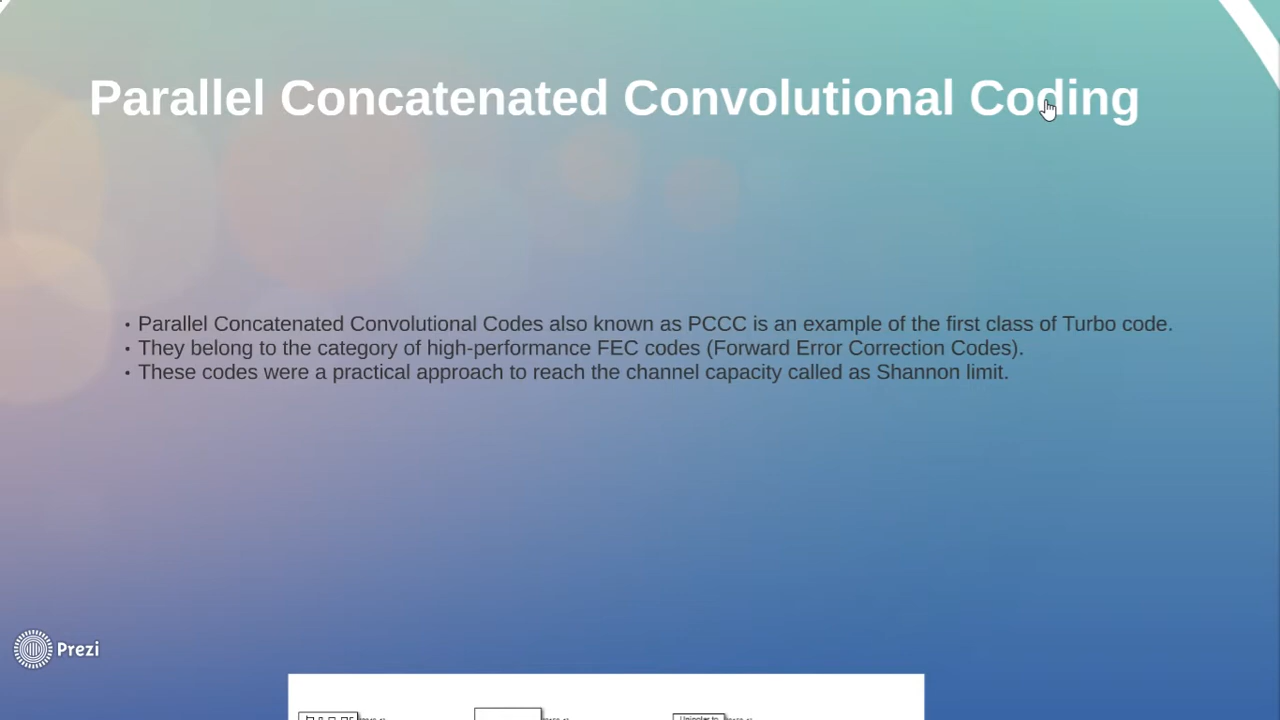 Parallel Concatenated Convolutional Coding
• Parallel Concatenated Convolutional Codes also known as PCCC is an example of the first class of Turbo code.
• They belong to the category of high-performance FEC codes (Forward Error Correction Codes).
• These codes were a practical approach to reach the channel capacity called as Shannon limit.
Prezi